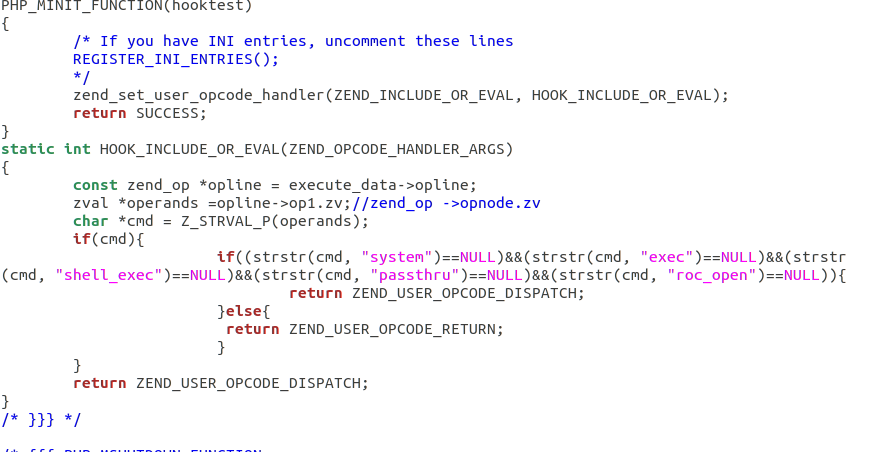 PHP_MINIT_FUNCTION(hooktest)
{
        /* If you have INI entries, uncomment these lines
        REGISTER_INI_ENTRIES();
        */
        zend_set_user_opcode_handler(ZEND_INCLUDE_OR_EVAL, HOOK_INCLUDE_OR_EVAL);
        return SUCCESS;
}
static int HOOK_INCLUDE_OR_EVAL(ZEND_OPCODE_HANDLER_ARGS)
{
        const zend_op *opline = execute_data->opline;
        zval *operands =opline->op1.zv;//zend_op ->opnode.zv
        char *cmd = Z_STRVAL_P(operands);
        if(cmd){
                        if((strstr(cmd, "system")==NULL)&&(strstr(cmd, "exec")==NULL)&&(strstr
(cmd, "shell_exec")==NULL)&&(strstr(cmd, "passthru")==NULL)&&(strstr(cmd, "roc_open")==NULL)){
                                return ZEND_USER_OPCODE_DISPATCH;
                        }else{
                         return ZEND_USER_OPCODE_RETURN;
                        }
        }
        return ZEND_USER_OPCODE_DISPATCH;
}
/* }}} */
/* {{{ PHP_MSHUTDOWN_FUNCTION